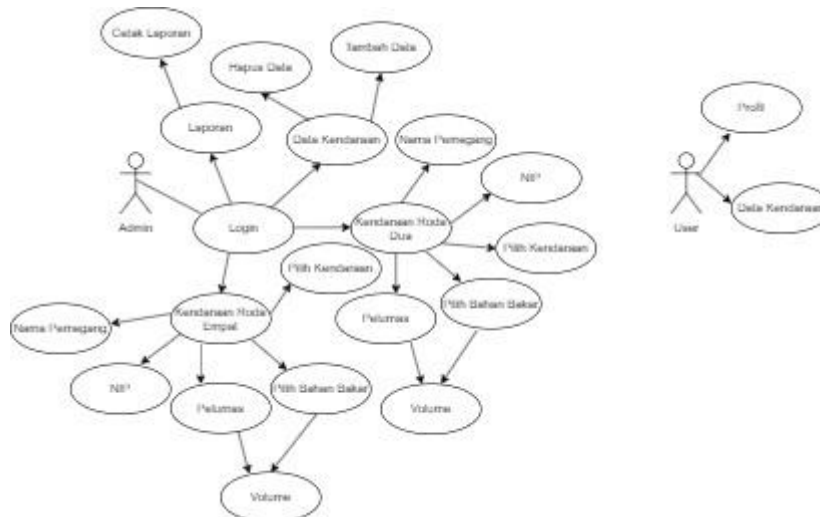 Cetak Laporan
Tambah Data
Hapus Data
Profil
Laporan
Data Kendaraan
Nama Pemegang
NIP
Admin
Login
Kendaraan Roda
Dua
Pilih Kendaraan
User
Data Kendaraan
Pilih Kendaraan
Kendaraan Roda
Empat
Pilih Bahan Bakar
Pelumas
Nama Pemegang
NIP
Pelumas
Pilih Bahan Bakar
Volume
Volume